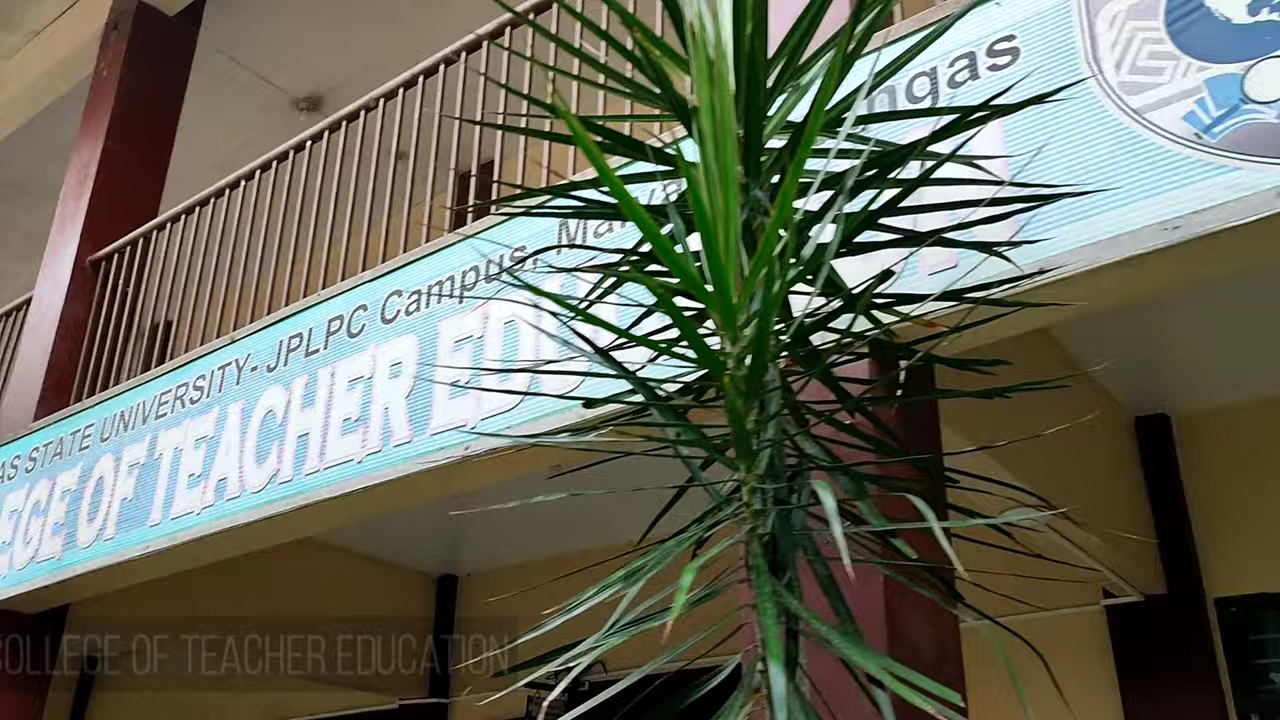 AS STATE UNIVERSITY- JPLPC Campus, Ma
ngas
EGE OF TEACHER EDU
COLLEGE OF TEACHER EDUCATION